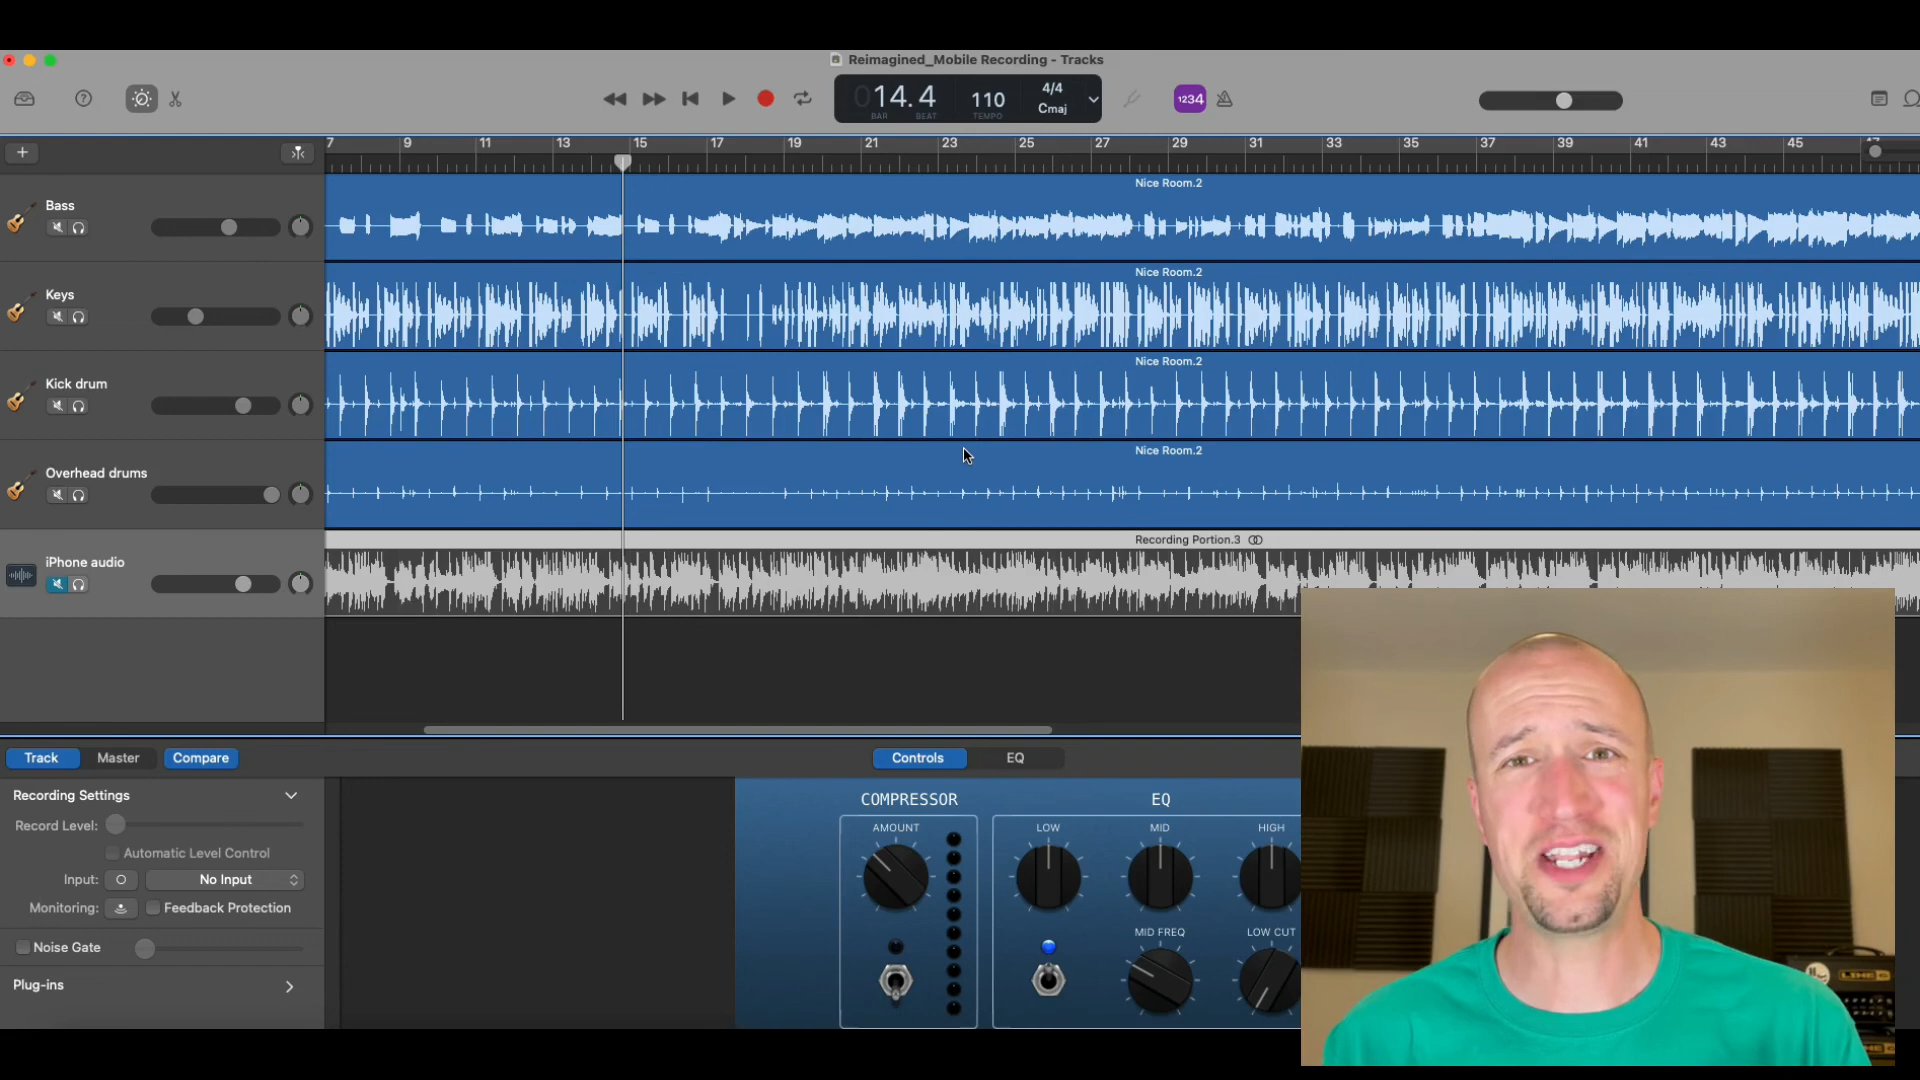 Reimagined_Mobile Recording - Tracks
014.4
BAR BEAT
110
TEMPO
4/4
Cmaj
1234
7 9 11 13 15 17 19 21 23 25 27 29 31 33 35 37 39 41 43 45
Bass
Nice Room.2
Keys
Nice Room.2
Kick drum
Nice Room.2
Overhead drums
Nice Room.2
iPhone audio
Recording Portion.3
Track Master Compare
Controls EQ
Recording Settings
Record Level:
Automatic Level Control
Input: No Input
Monitoring: Feedback Protection
Noise Gate
Plug-ins
COMPRESSOR
AMOUNT
EQ
LOW MID HIGH
MID FREQ LOW CUT
LINE 6